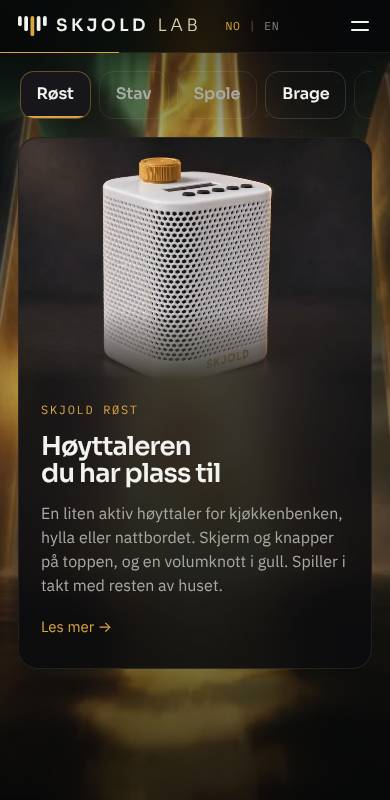 SKJOLD LAB
NO | EN
Røst
Stav
Spole
Brage
SKJOLD
SKJOLD RØST
Høyttaleren
du har plass til
En liten aktiv høyttaler for kjøkkenbenken,
hylla eller nattbordet. Skjerm og knapper
på toppen, og en volumknott i gull. Spiller i
takt med resten av huset.
Les mer →